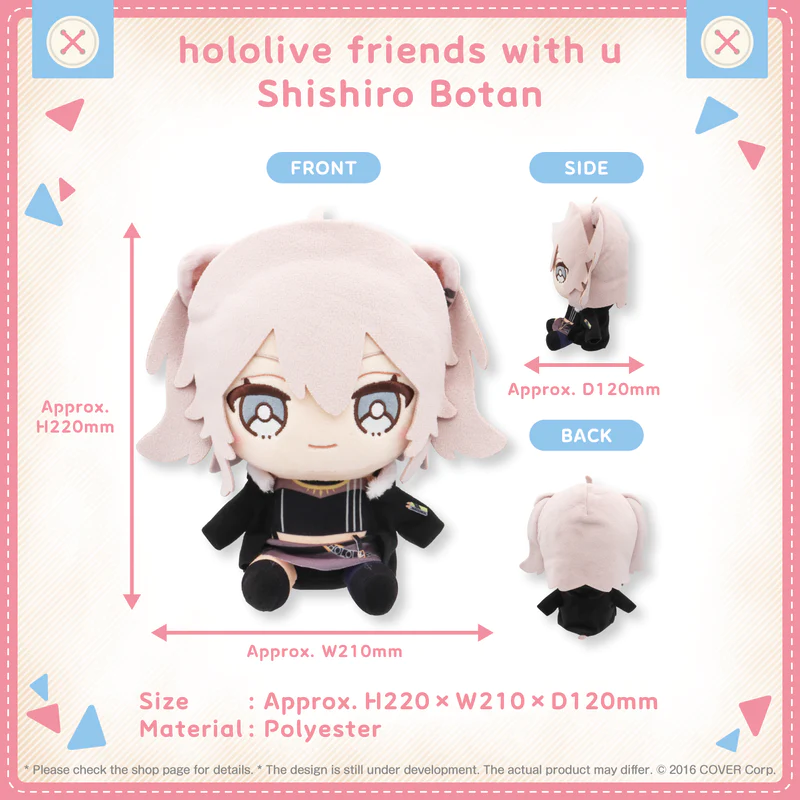 hololive friends with u
Shishiro Botan
FRONT
SIDE
Approx. D120mm
Approx.
H220mm
BACK
Approx. W210mm
Size : Approx. H220×W210×D120mm
Material : Polyester
* Please check the shop page for details. * The design is still under development. The actual product may differ. © 2016 COVER Corp.